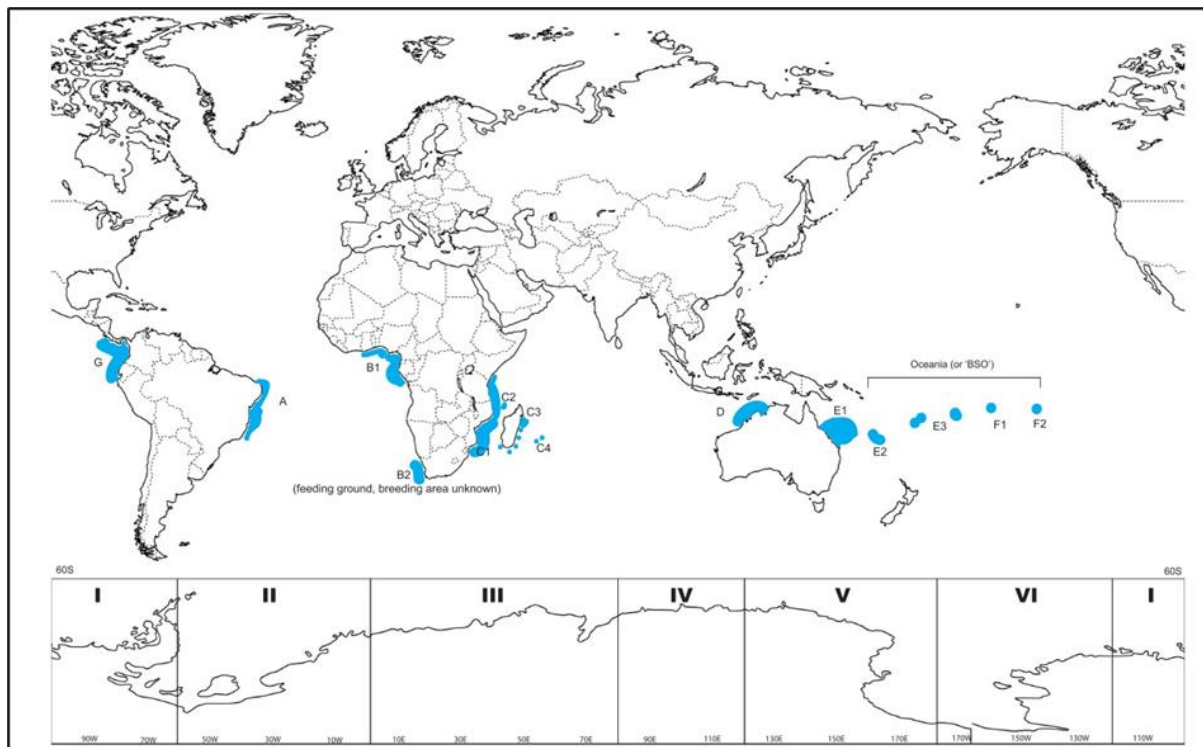 Oceania (or 'BSO')
G
A
B1
C2
C3
C4
C1
B2
(feeding ground, breeding area unknown)
D
E1
E2
E3
F1
F2
60S
60S
I
II
III
IV
V
VI
I
90W
70W
50W
30W
10W
10E
30E
50E
70E
90E
110E
130E
150E
170E
170W
150W
130W
110W